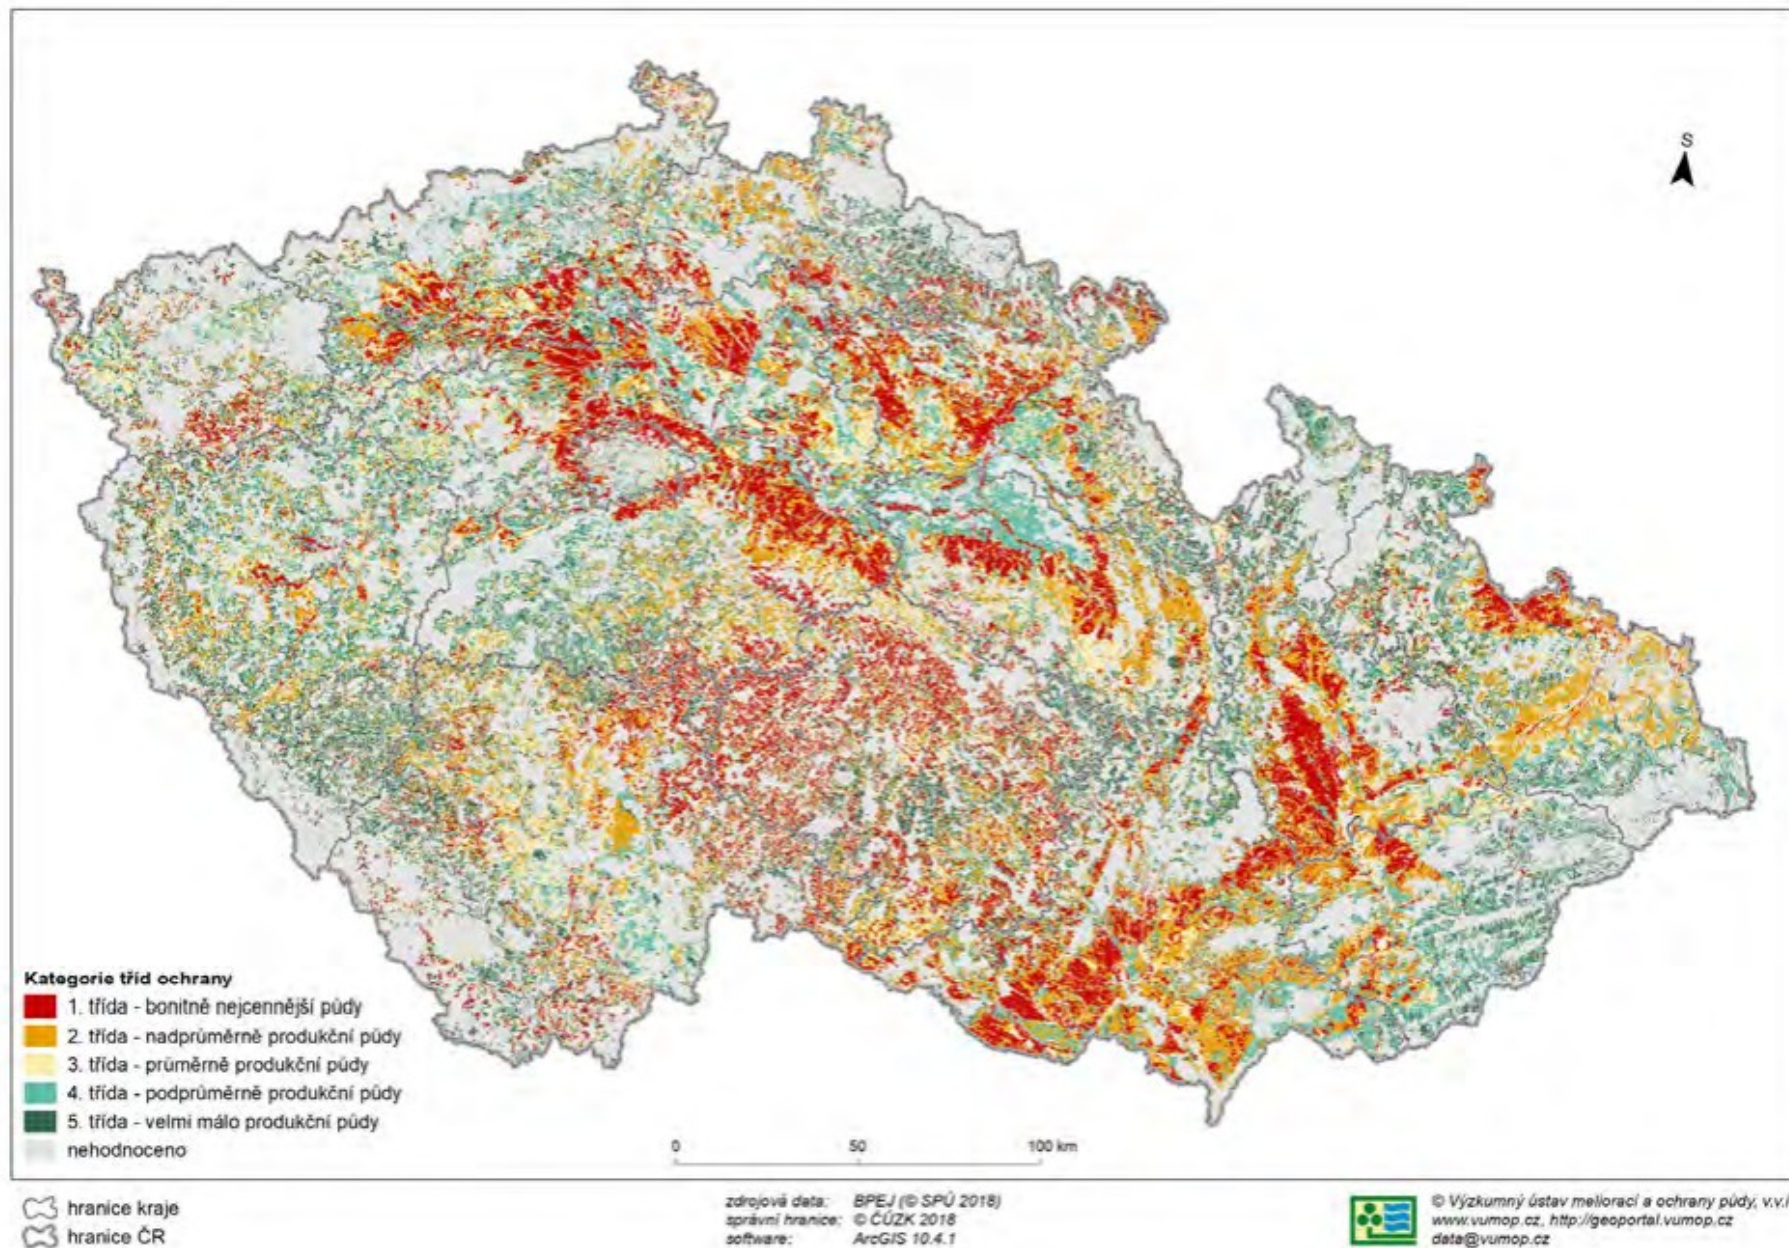 S
Kategorie tříd ochrany
1. třída - bonitně nejcennější půdy
2. třída - nadprůměrně produkční půdy
3. třída - průměrně produkční půdy
4. třída - podprůměrně produkční půdy
5. třída - velmi málo produkční půdy
nehodnoceno
0 50 100 km
hranice kraje
hranice ČR
zdrojová data: BPEJ (© SPÚ 2018)
správní hranice: © ČÚZK 2018
software: ArcGIS 10.4.1
© Výzkumný ústav meliorací a ochrany půdy, v.v.i
www.vumop.cz, http://geoportal.vumop.cz
data@vumop.cz